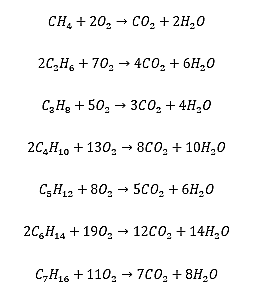 CH₄ + 2O₂ → CO₂ + 2H₂O
2C₂H₆ + 7O₂ → 4CO₂ + 6H₂O
C₃H₈ + 5O₂ → 3CO₂ + 4H₂O
2C₄H₁₀ + 13O₂ → 8CO₂ + 10H₂O
C₅H₁₂ + 8O₂ → 5CO₂ + 6H₂O
2C₆H₁₄ + 19O₂ → 12CO₂ + 14H₂O
C₇H₁₆ + 11O₂ → 7CO₂ + 8H₂O